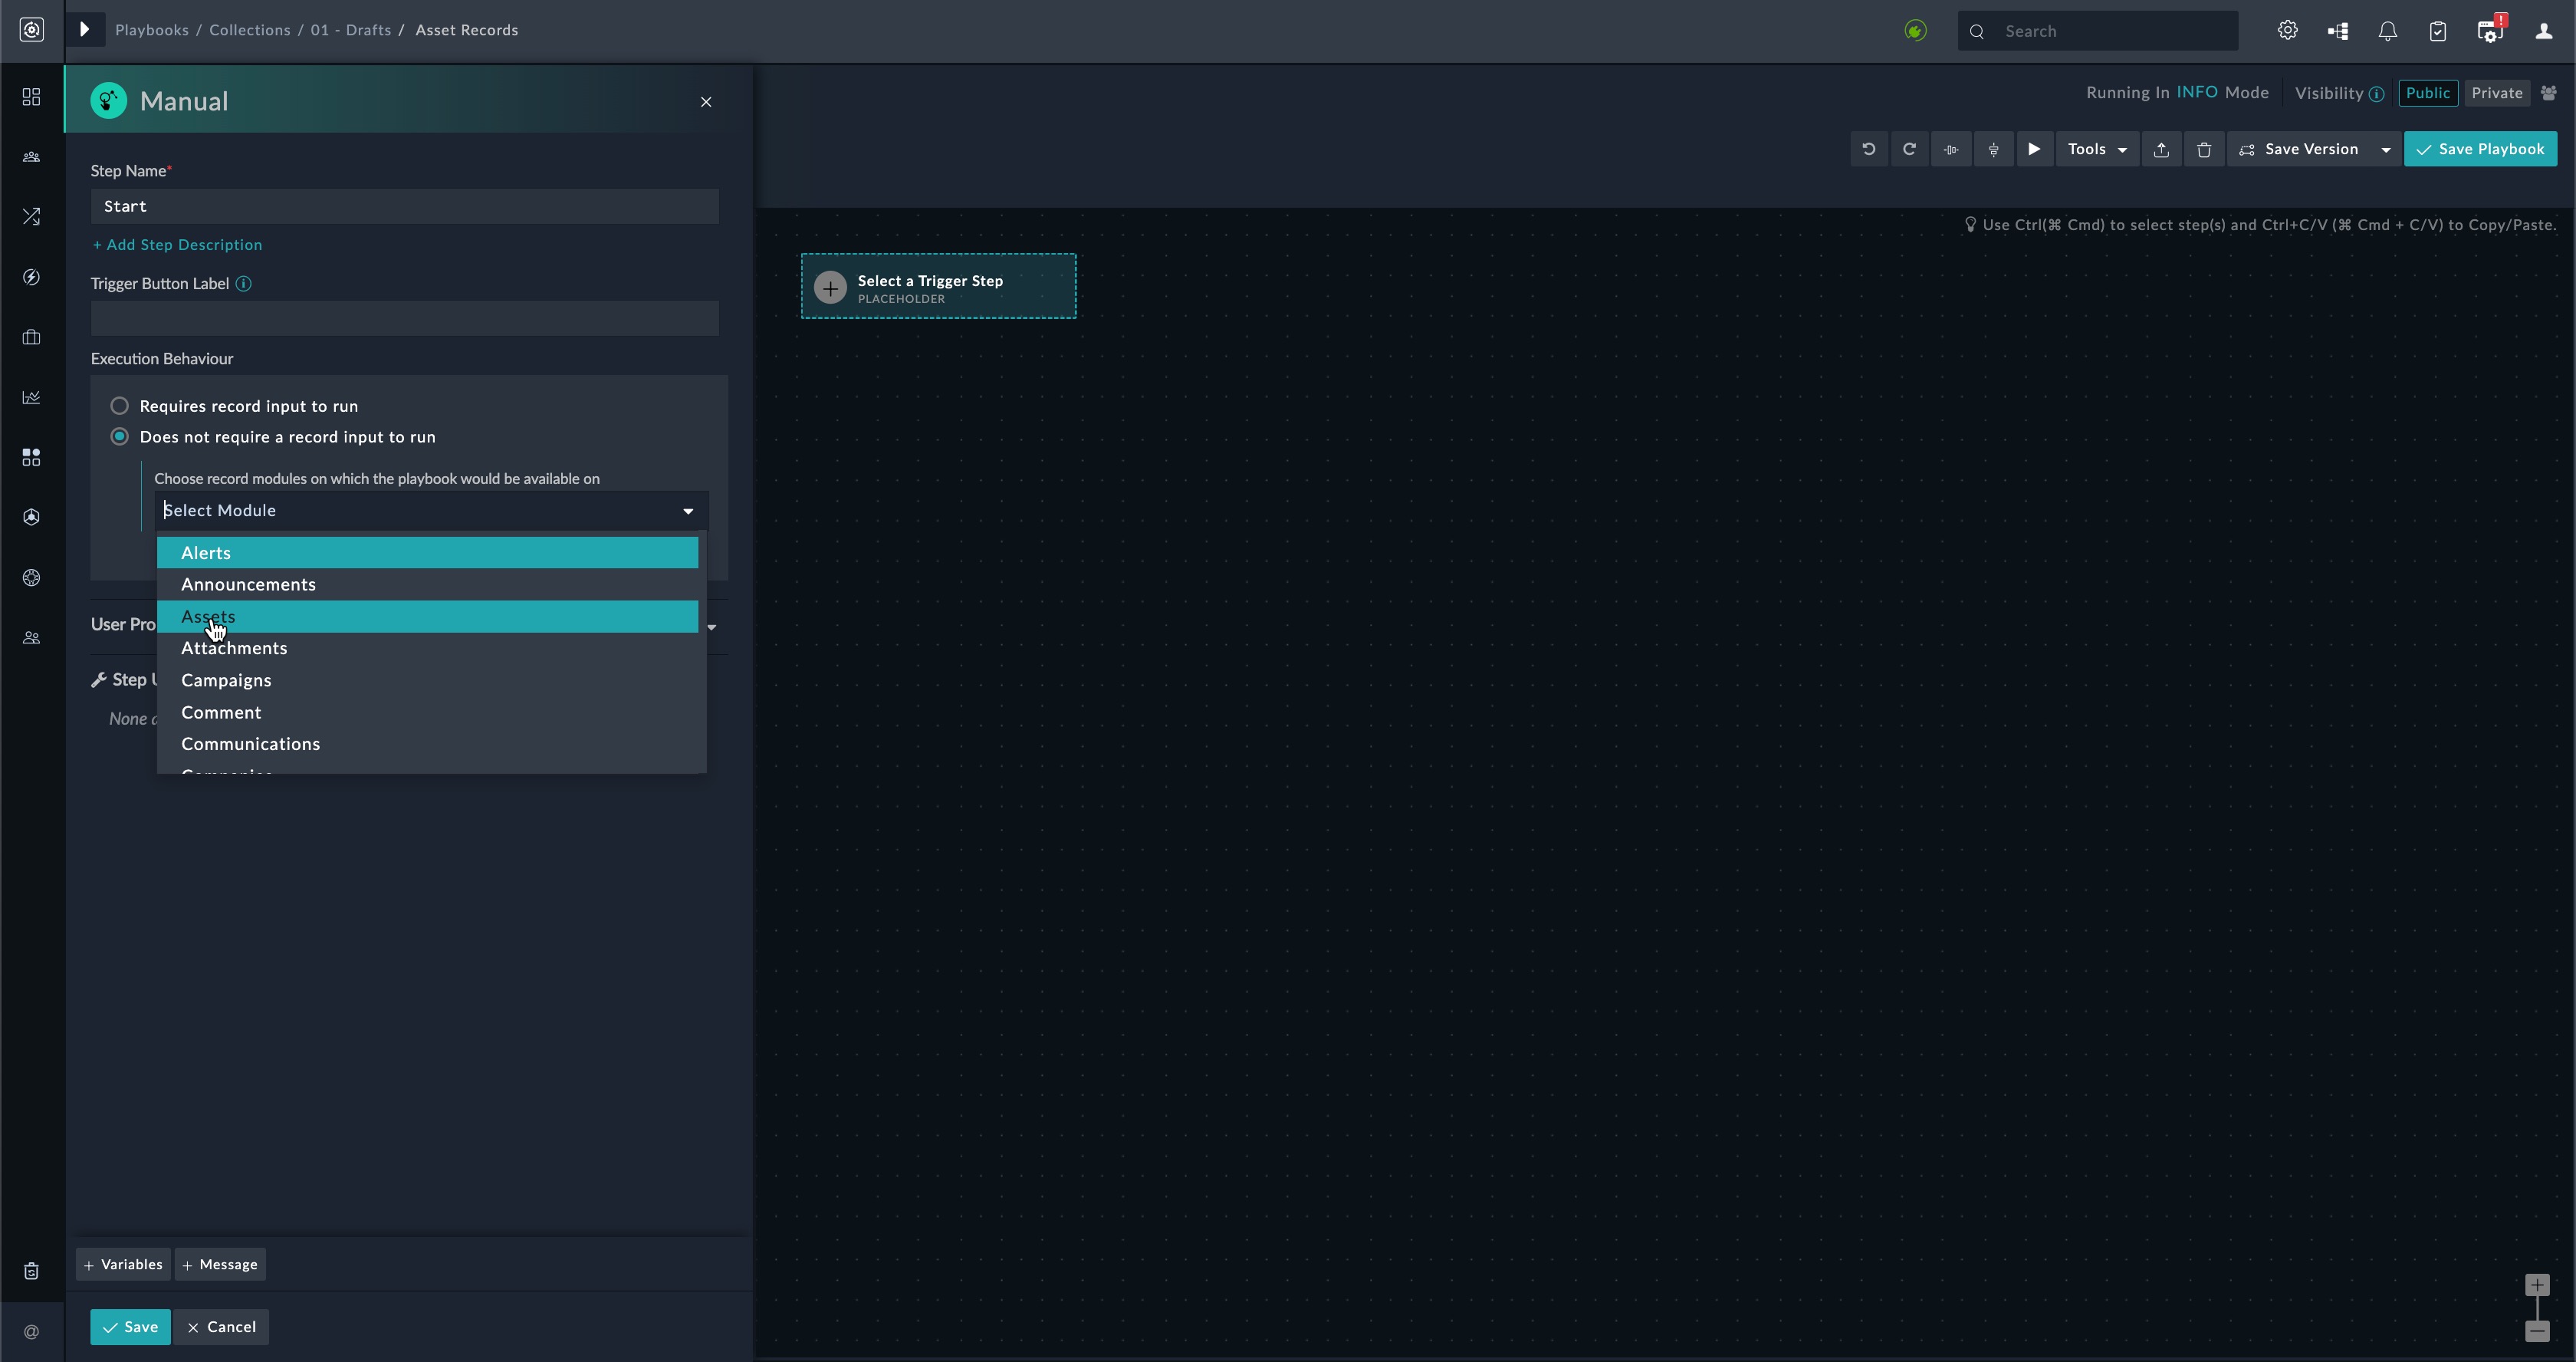 Playbooks / Collections / 01 - Drafts / Asset Records
Search
!
Manual
Running In INFO Mode
Visibility
Public
Private
Tools
Save Version
Save Playbook
Use Ctrl(⌘ Cmd) to select step(s) and Ctrl+C/V (⌘ Cmd + C/V) to Copy/Paste.
Step Name*
Start
+ Add Step Description
Trigger Button Label
Select a Trigger Step
PLACEHOLDER
Execution Behaviour
Requires record input to run
Does not require a record input to run
Choose record modules on which the playbook would be available on
Select Module
Alerts
Announcements
Assets
User Pro
Attachments
Step
Campaigns
Comment
None
Communications
+ Variables
+ Message
Save
Cancel
@